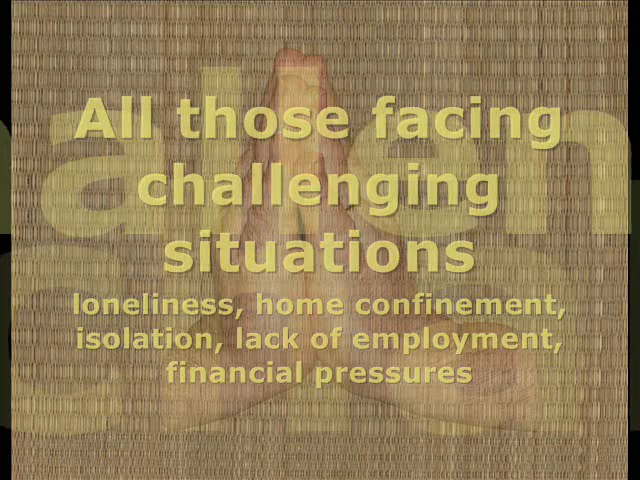 All those facing
challenging
situations
loneliness, home confinement,
isolation, lack of employment,
financial pressures